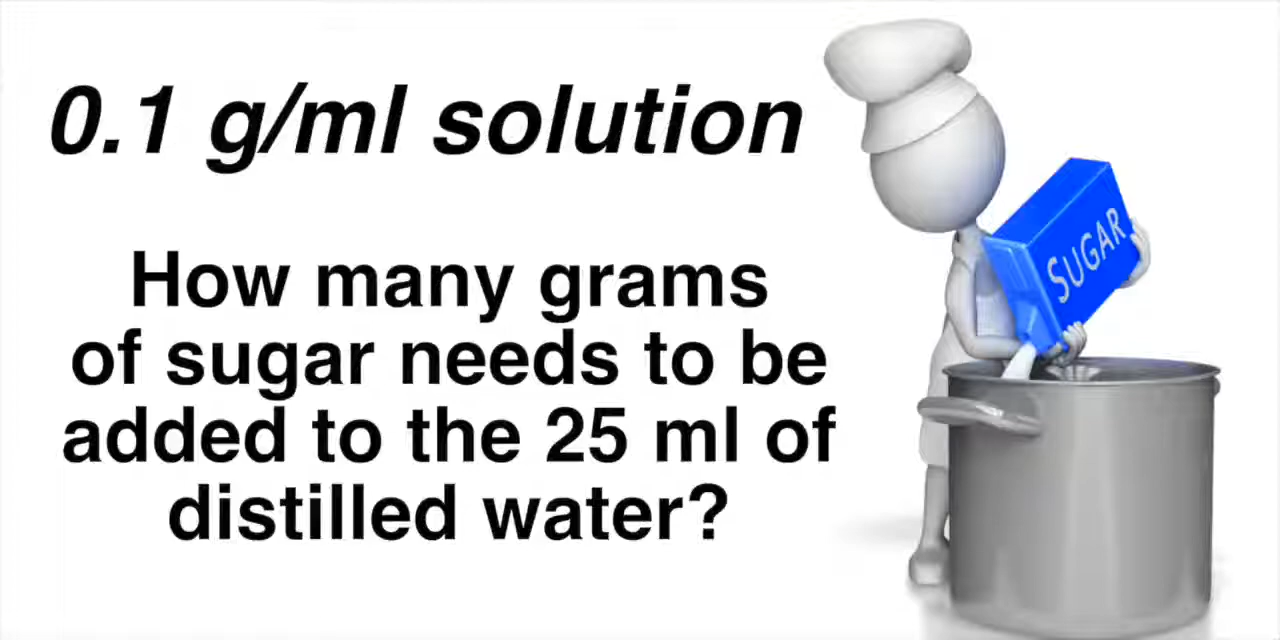 0.1 g/ml solution
How many grams
of sugar needs to be
added to the 25 ml of
distilled water?
SUGAR